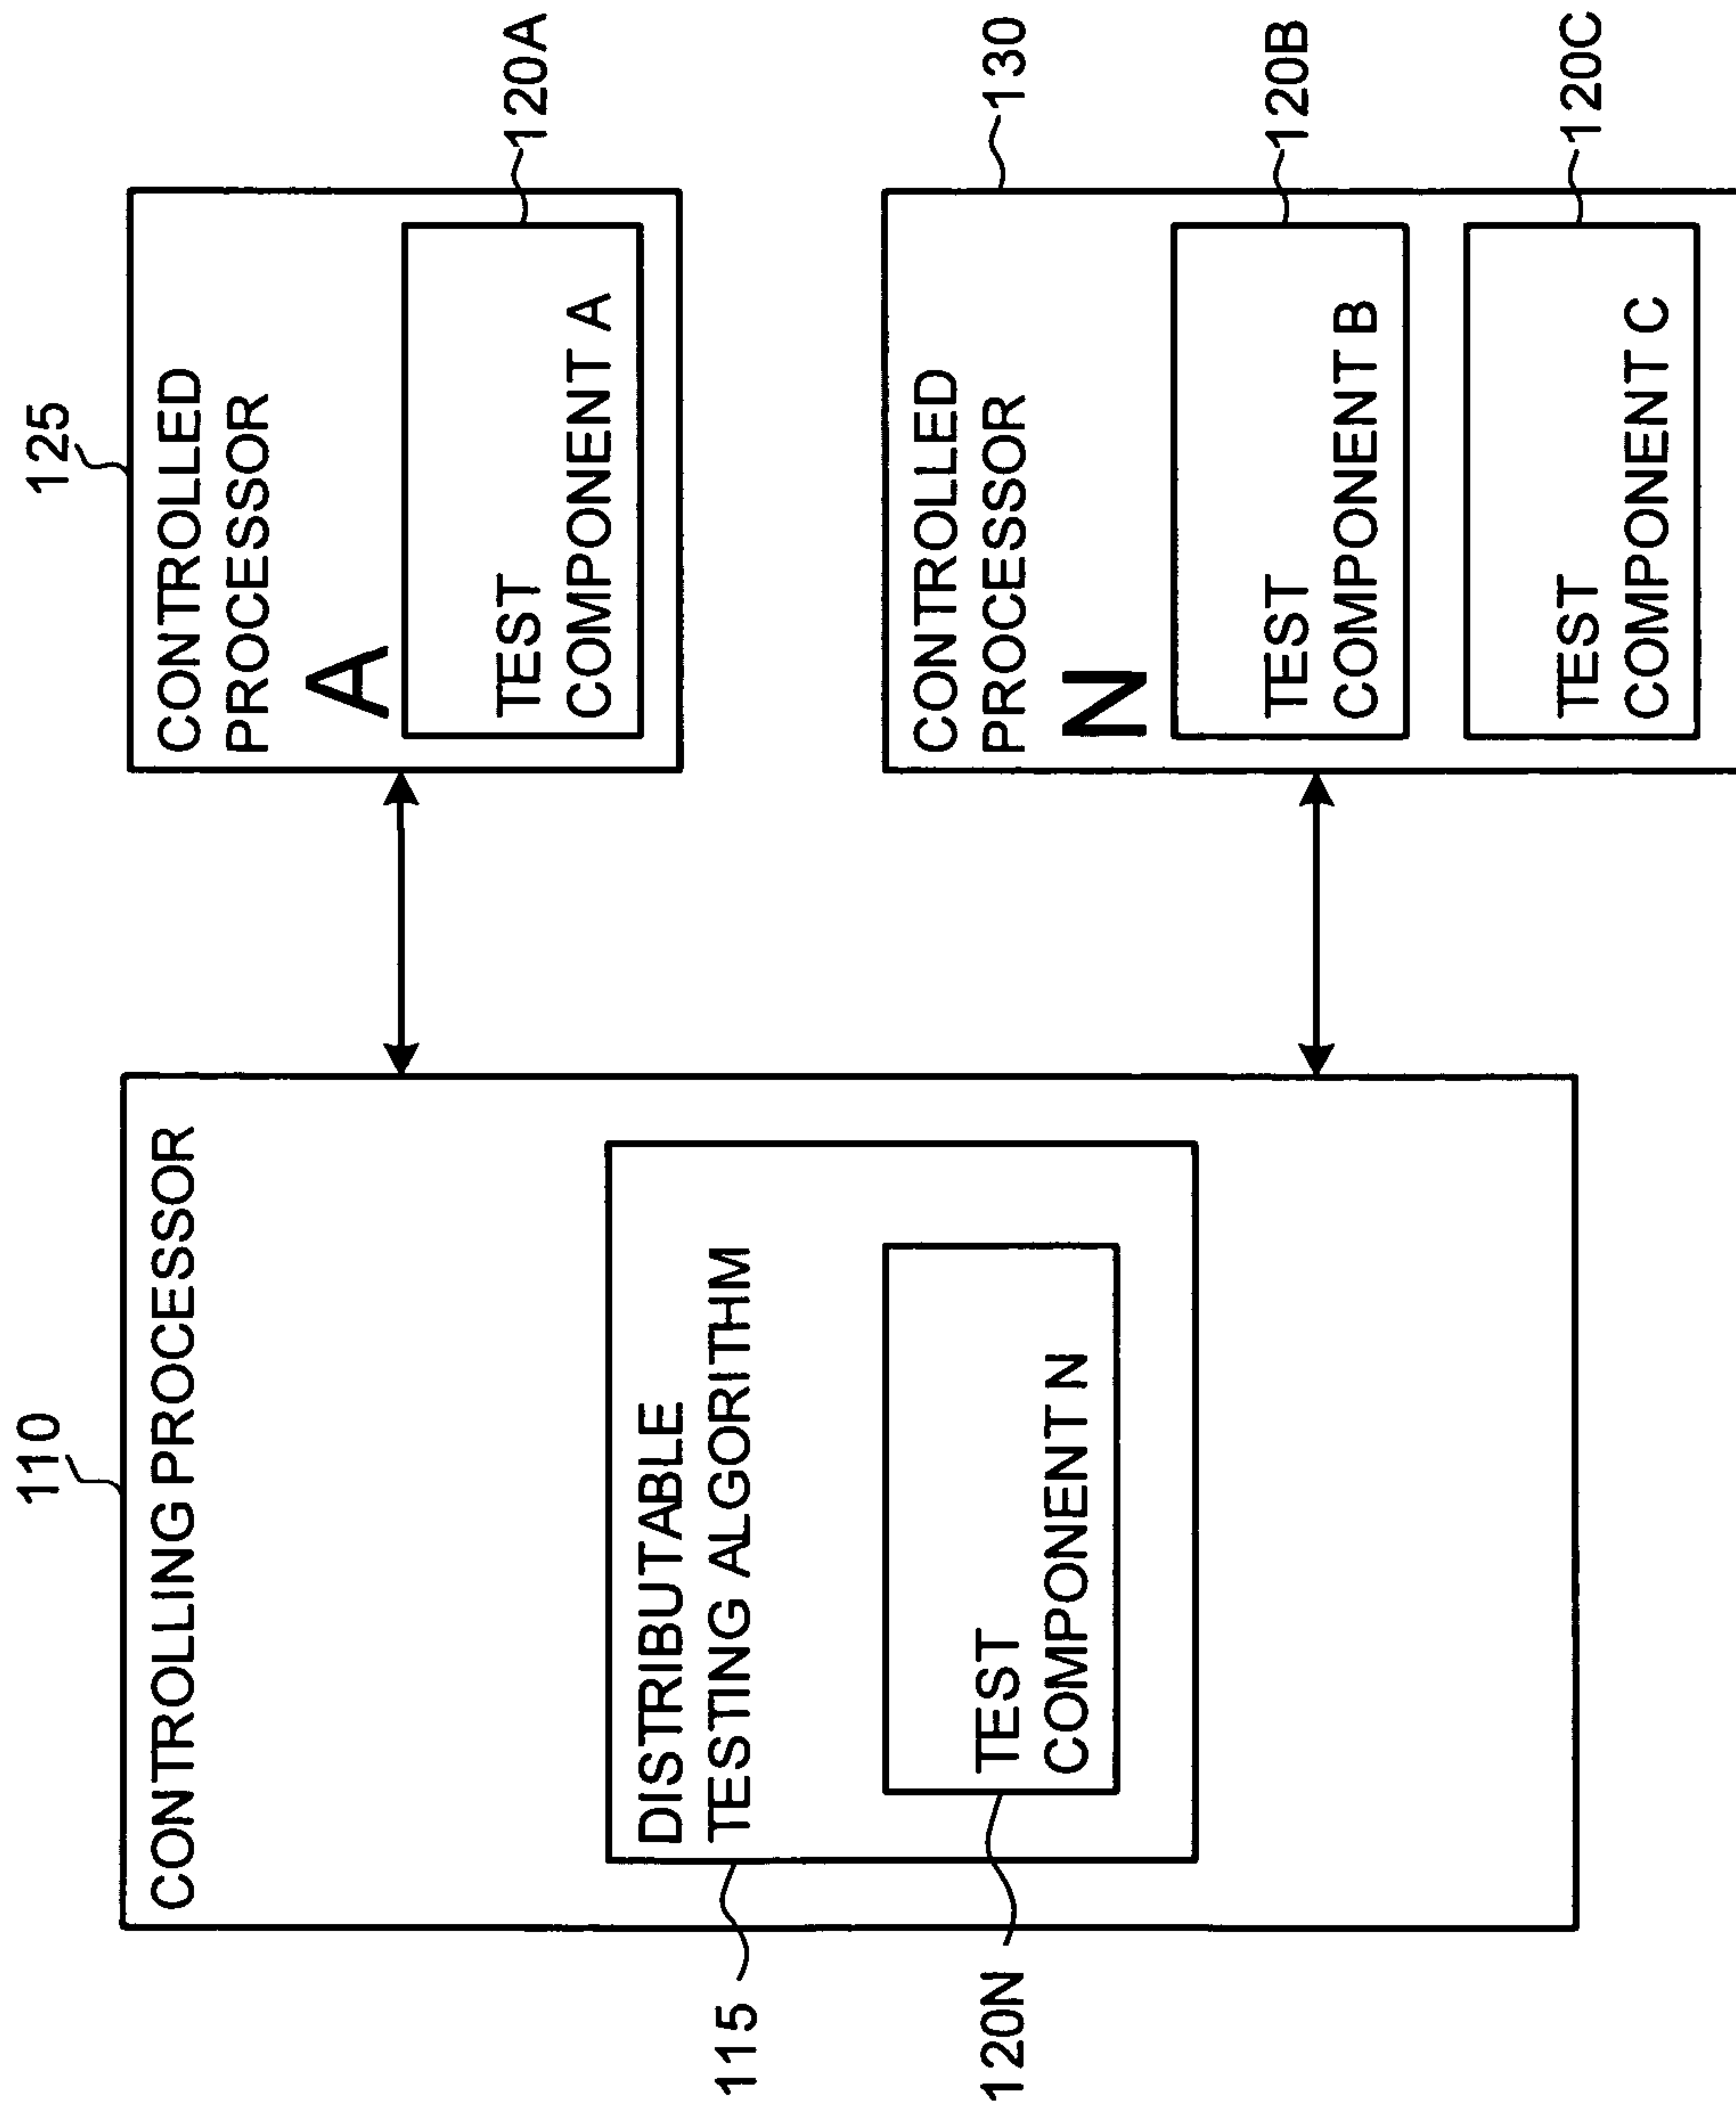 110
CONTROLLING PROCESSOR
DISTRIBUTABLE
TESTING ALGORITHM
TEST
COMPONENT N
115
120N
125
CONTROLLED
PROCESSOR
A
TEST
COMPONENT A
120A
CONTROLLED
PROCESSOR
N
130
TEST
COMPONENT B
120B
TEST
COMPONENT C
120C